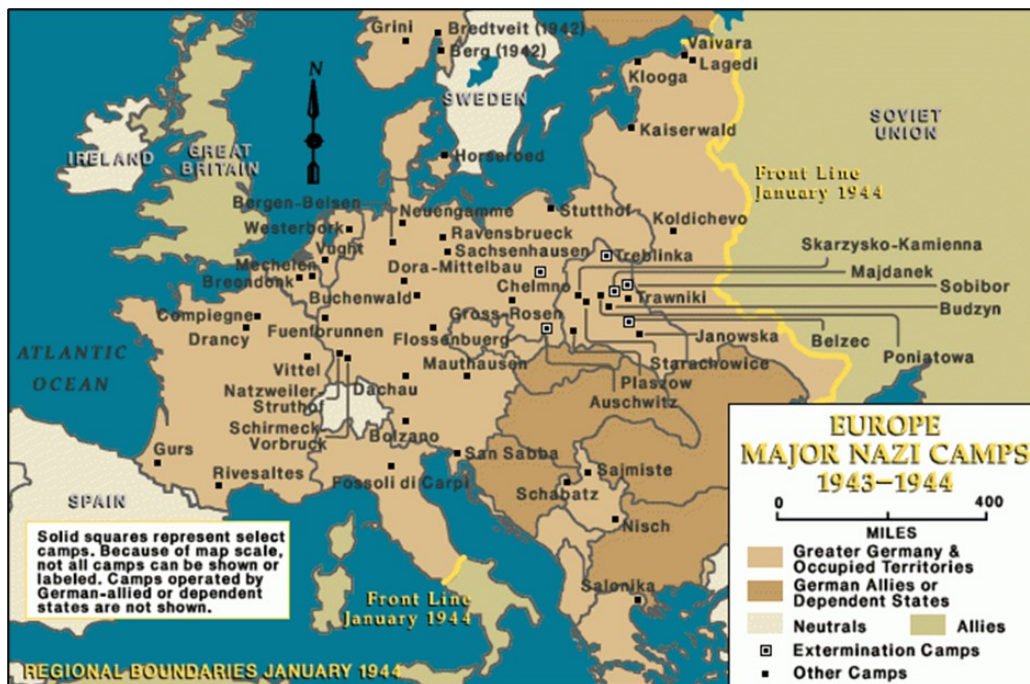 Grini
Bredtveit (1942)
Berg (1942)
Vaivara
Lagedi
Klooga
N
SWEDEN
SOVIET
UNION
Kaiserwald
IRELAND
GREAT
BRITAIN
Horseroed
Front Line
January 1944
Bergen-Belsen
Neuengamme
Stutthof
Koldichevo
Westerbork
Ravensbrueck
Vught
Sachsenhausen
Treblinka
Skarzysko-Kamienna
Mechelen
Dora-Mittelbau
Majdanek
Breendonk
Chelmno
Sobibor
Buchenwald
Trawniki
Budzyn
Compiegne
Gross-Rosen
Fuenfbrunnen
Drancy
Flossenbuerg
Janowska
Belzec
ATLANTIC
OCEAN
Vittel
Mauthausen
Starachowice
Poniatowa
Natzweiler
Struthof
Dachau
Plaszow
Auschwitz
Schirmeck
Vorbruck
Bolzano
Gurs
San Sabba
Rivesaltes
Fossoli di Carpi
Sajmiste
Schabatz
SPAIN
Nisch
Salonika
Solid squares represent select
camps. Because of map scale,
not all camps can be shown or
labeled. Camps operated by
German-allied or dependent
states are not shown.
Front Line
January 1944
REGIONAL BOUNDARIES JANUARY 1944
EUROPE
MAJOR NAZI CAMPS
1943–1944
0 400
MILES
Greater Germany &
Occupied Territories
German Allies or
Dependent States
Neutrals Allies
Extermination Camps
Other Camps